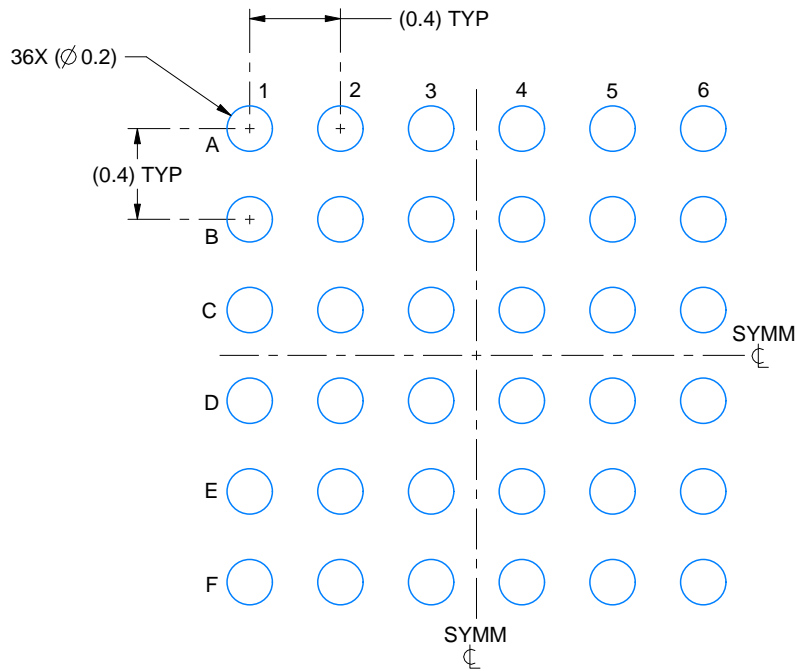 (0.4) TYP
36X (∅ 0.2)
1 2 3 4 5 6
A
(0.4) TYP
B
C
SYMM
℄
D
E
F
SYMM
℄